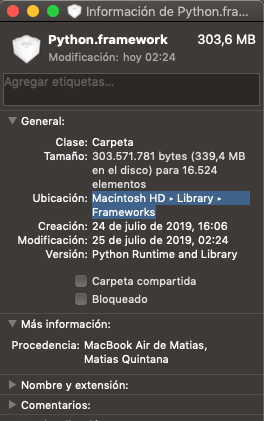 Información de Python.fra...
Python.framework 303,6 MB
Modificación: hoy 02:24
Agregar etiquetas...
General:
Clase: Carpeta
Tamaño: 303.571.781 bytes (339,4 MB
en el disco) para 16.524
elementos
Ubicación: Macintosh HD ▸ Library ▸
Frameworks
Creación: 24 de julio de 2019, 16:06
Modificación: 25 de julio de 2019, 02:24
Versión: Python Runtime and Library
Carpeta compartida
Bloqueado
Más información:
Procedencia: MacBook Air de Matias,
Matias Quintana
Nombre y extensión:
Comentarios: